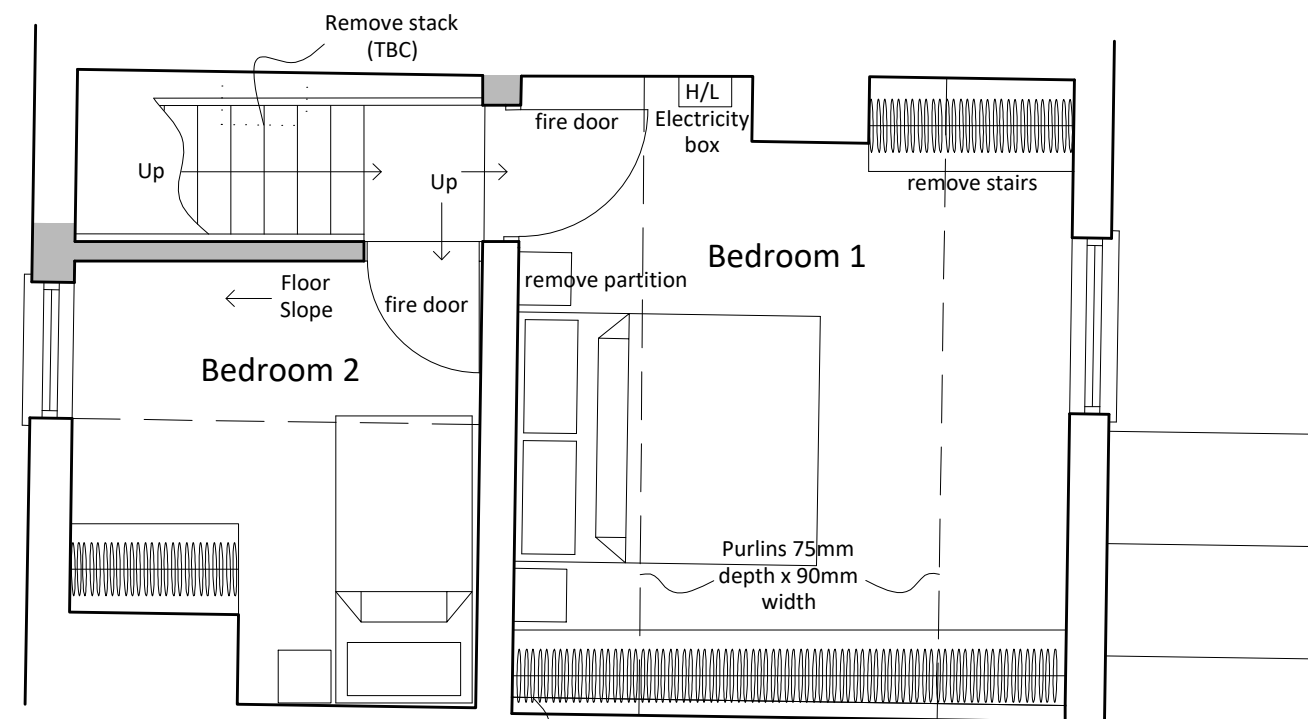 Remove stack
(TBC)
H/L
Electricity
box
fire door
Up
Up
remove stairs
Bedroom 1
remove partition
Floor
Slope
fire door
Bedroom 2
Purlins 75mm
depth x 90mm
width